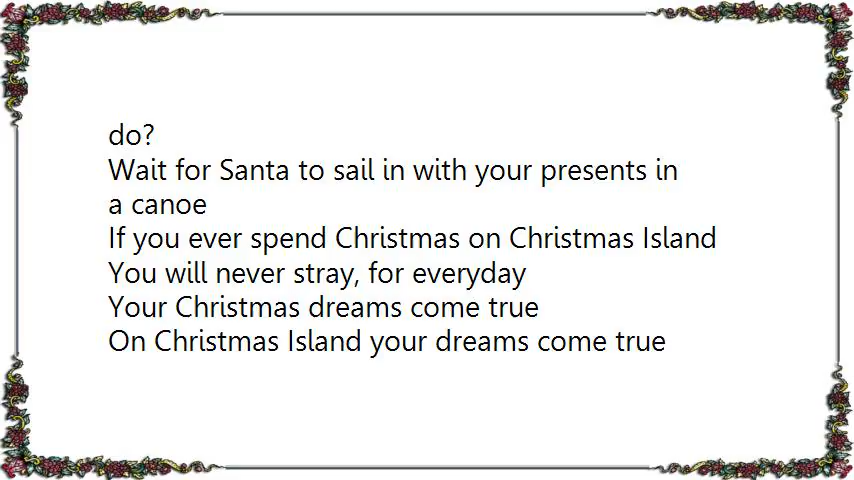 do?
Wait for Santa to sail in with your presents in
a canoe
If you ever spend Christmas on Christmas Island
You will never stray, for everyday
Your Christmas dreams come true
On Christmas Island your dreams come true